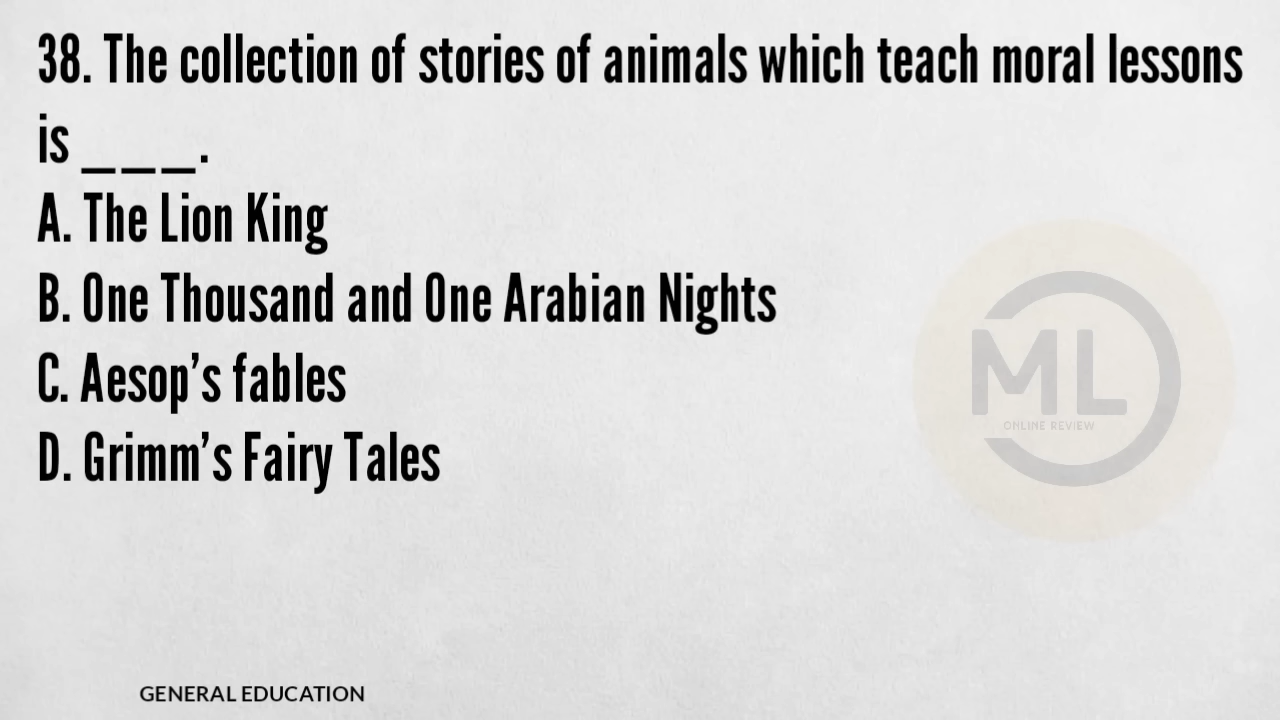 38. The collection of stories of animals which teach moral lessons
is _ _ _.
A. The Lion King
B. One Thousand and One Arabian Nights
C. Aesop’s fables
D. Grimm’s Fairy Tales
ML
ONLINE REVIEW
GENERAL EDUCATION